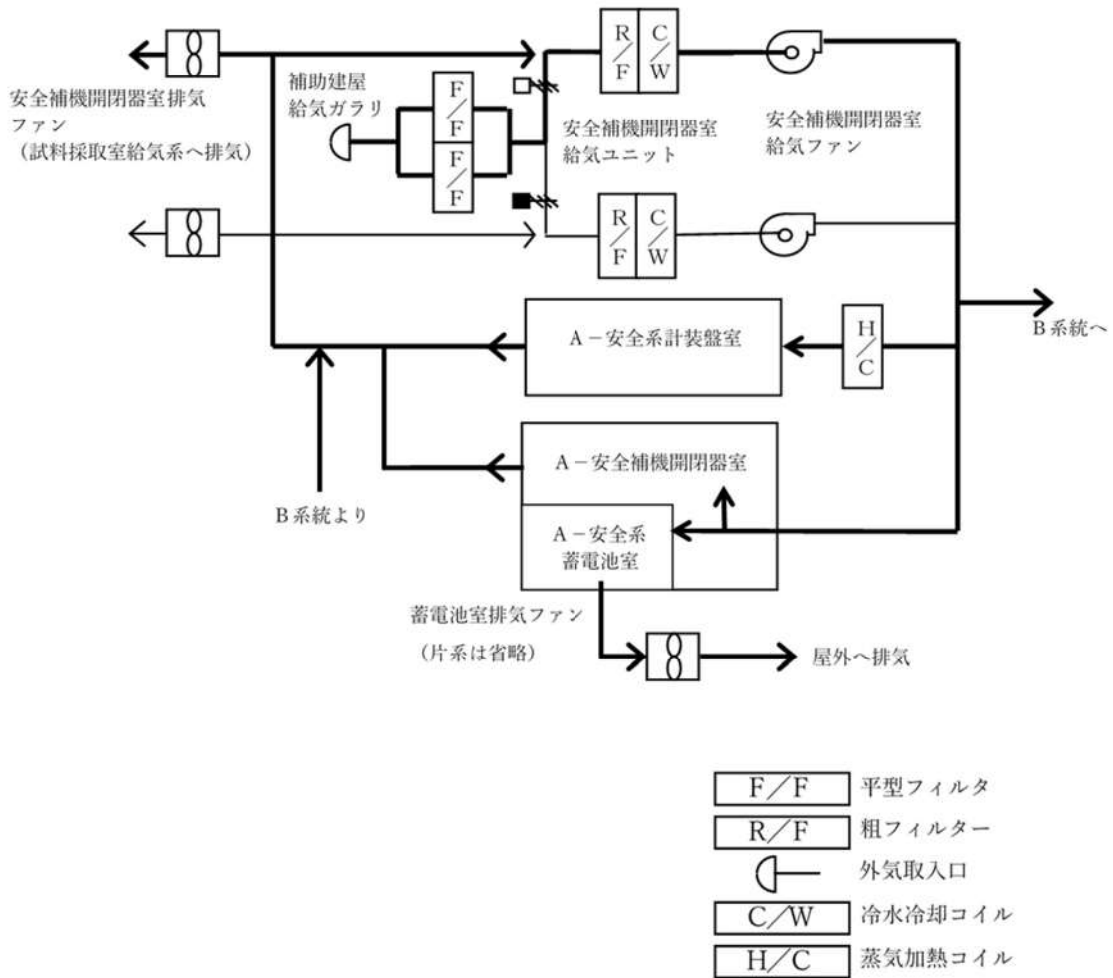 安全補機開閉器室排気
ファン
（試料採取室給気系へ排気）
補助建屋
給気ガラリ
F／F
F／F
R／F
C／W
安全補機開閉器室
給気ユニット
安全補機開閉器室
給気ファン
R／F
C／W
B系統へ
A－安全系計装盤室
H／C
A－安全補機開閉器室
B系統より
A－安全系
蓄電池室
蓄電池室排気ファン
（片系は省略）
屋外へ排気
F／F 平型フィルタ
R／F 粗フィルター
外気取入口
C／W 冷水冷却コイル
H／C 蒸気加熱コイル